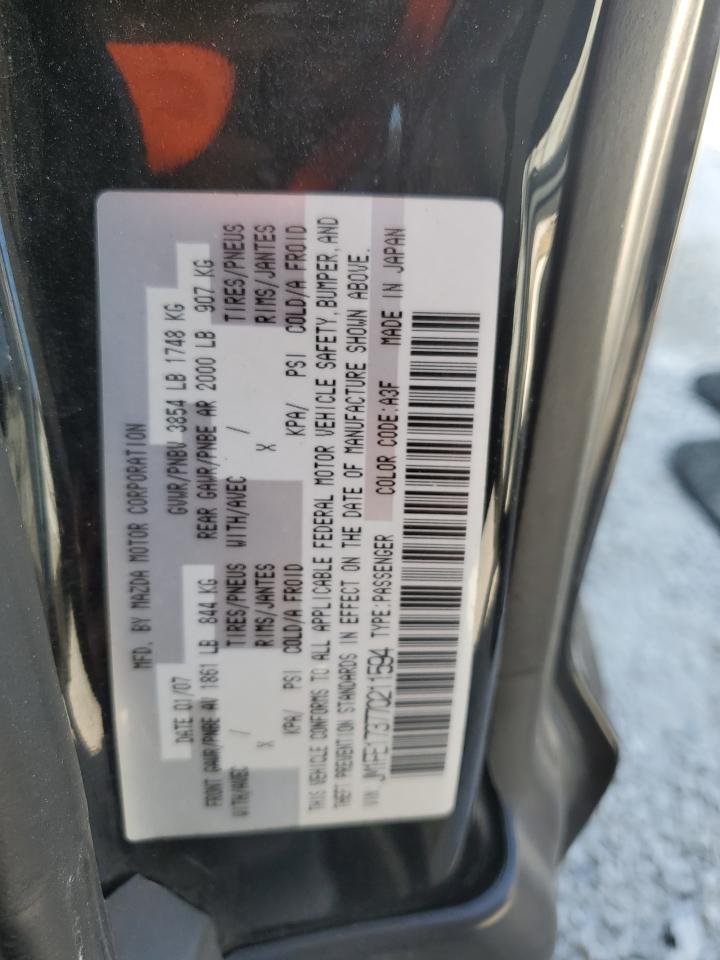 MFD. BY MAZDA MOTOR CORPORATION
DATE 01/07 GVWR/PNBV 3854 LB 1748 KG
FRONT GAWR/PNBE AV 1861 LB 844 KG REAR GAWR/PNBE AR 2000 LB 907 KG
WITH/AVEC TIRES/PNEUS WITH/AVEC / TIRES/PNEUS
X RIMS/JANTES X RIMS/JANTES
KPA/ PSI COLD/A FROID KPA/ PSI COLD/A FROID
THIS VEHICLE CONFORMS TO ALL APPLICABLE FEDERAL MOTOR VEHICLE SAFETY, BUMPER, AND
THEFT PREVENTION STANDARDS IN EFFECT ON THE DATE OF MANUFACTURE SHOWN ABOVE.
VIN JM1FE173770211594 TYPE:PASSENGER COLOR CODE:A3F MADE IN JAPAN